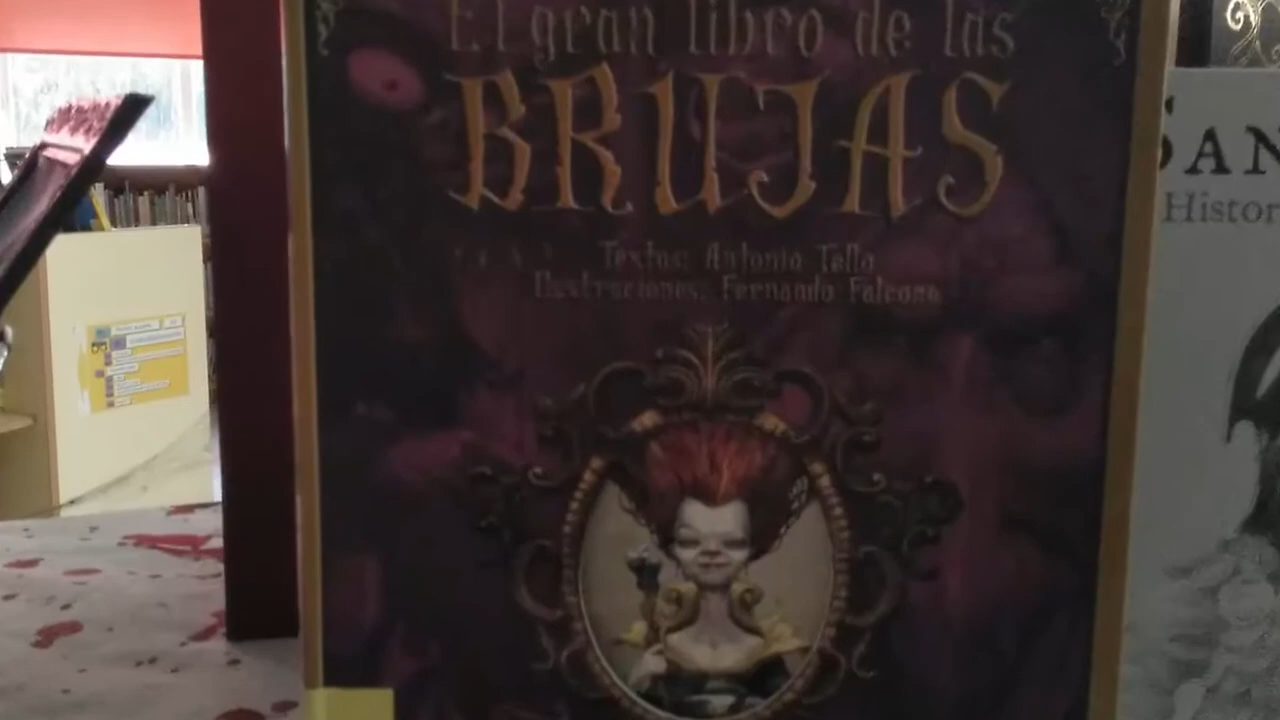 El gran libro de las
BRUJAS
Textos: Antonio Tello
Ilustraciones: Fernando Falcone
SAN
Histor